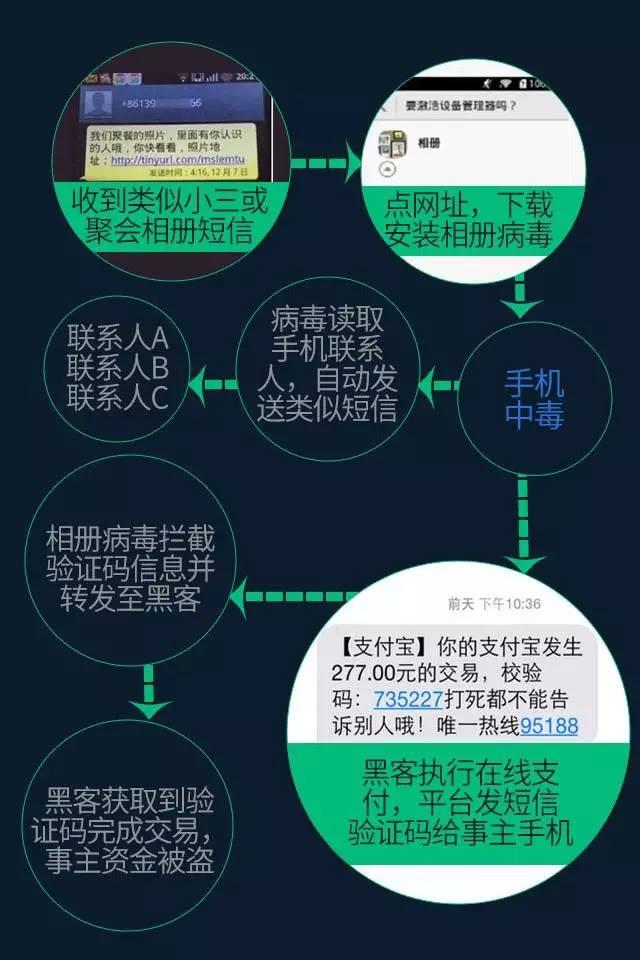 20:2
+86139 66
我们聚餐的照片，里面有你认识
的人哦，你快看看，照片地
址：http://tinyurl.com/mslemtu
发送时间：4:16, 12月7日
收到类似小三或
聚会相册短信
要激活设备管理器吗？
相册
点网址，下载
安装相册病毒
手机
中毒
病毒读取
手机联系
人，自动发
送类似短信
联系人A
联系人B
联系人C
前天 下午10:36
【支付宝】你的支付宝发生
277.00元的交易，校验
码：735227打死都不能告
诉别人哦！唯一热线95188
黑客执行在线支
付，平台发短信
验证码给事主手机
相册病毒拦截
验证码信息并
转发至黑客
黑客获取到验
证码完成交易，
事主资金被盗